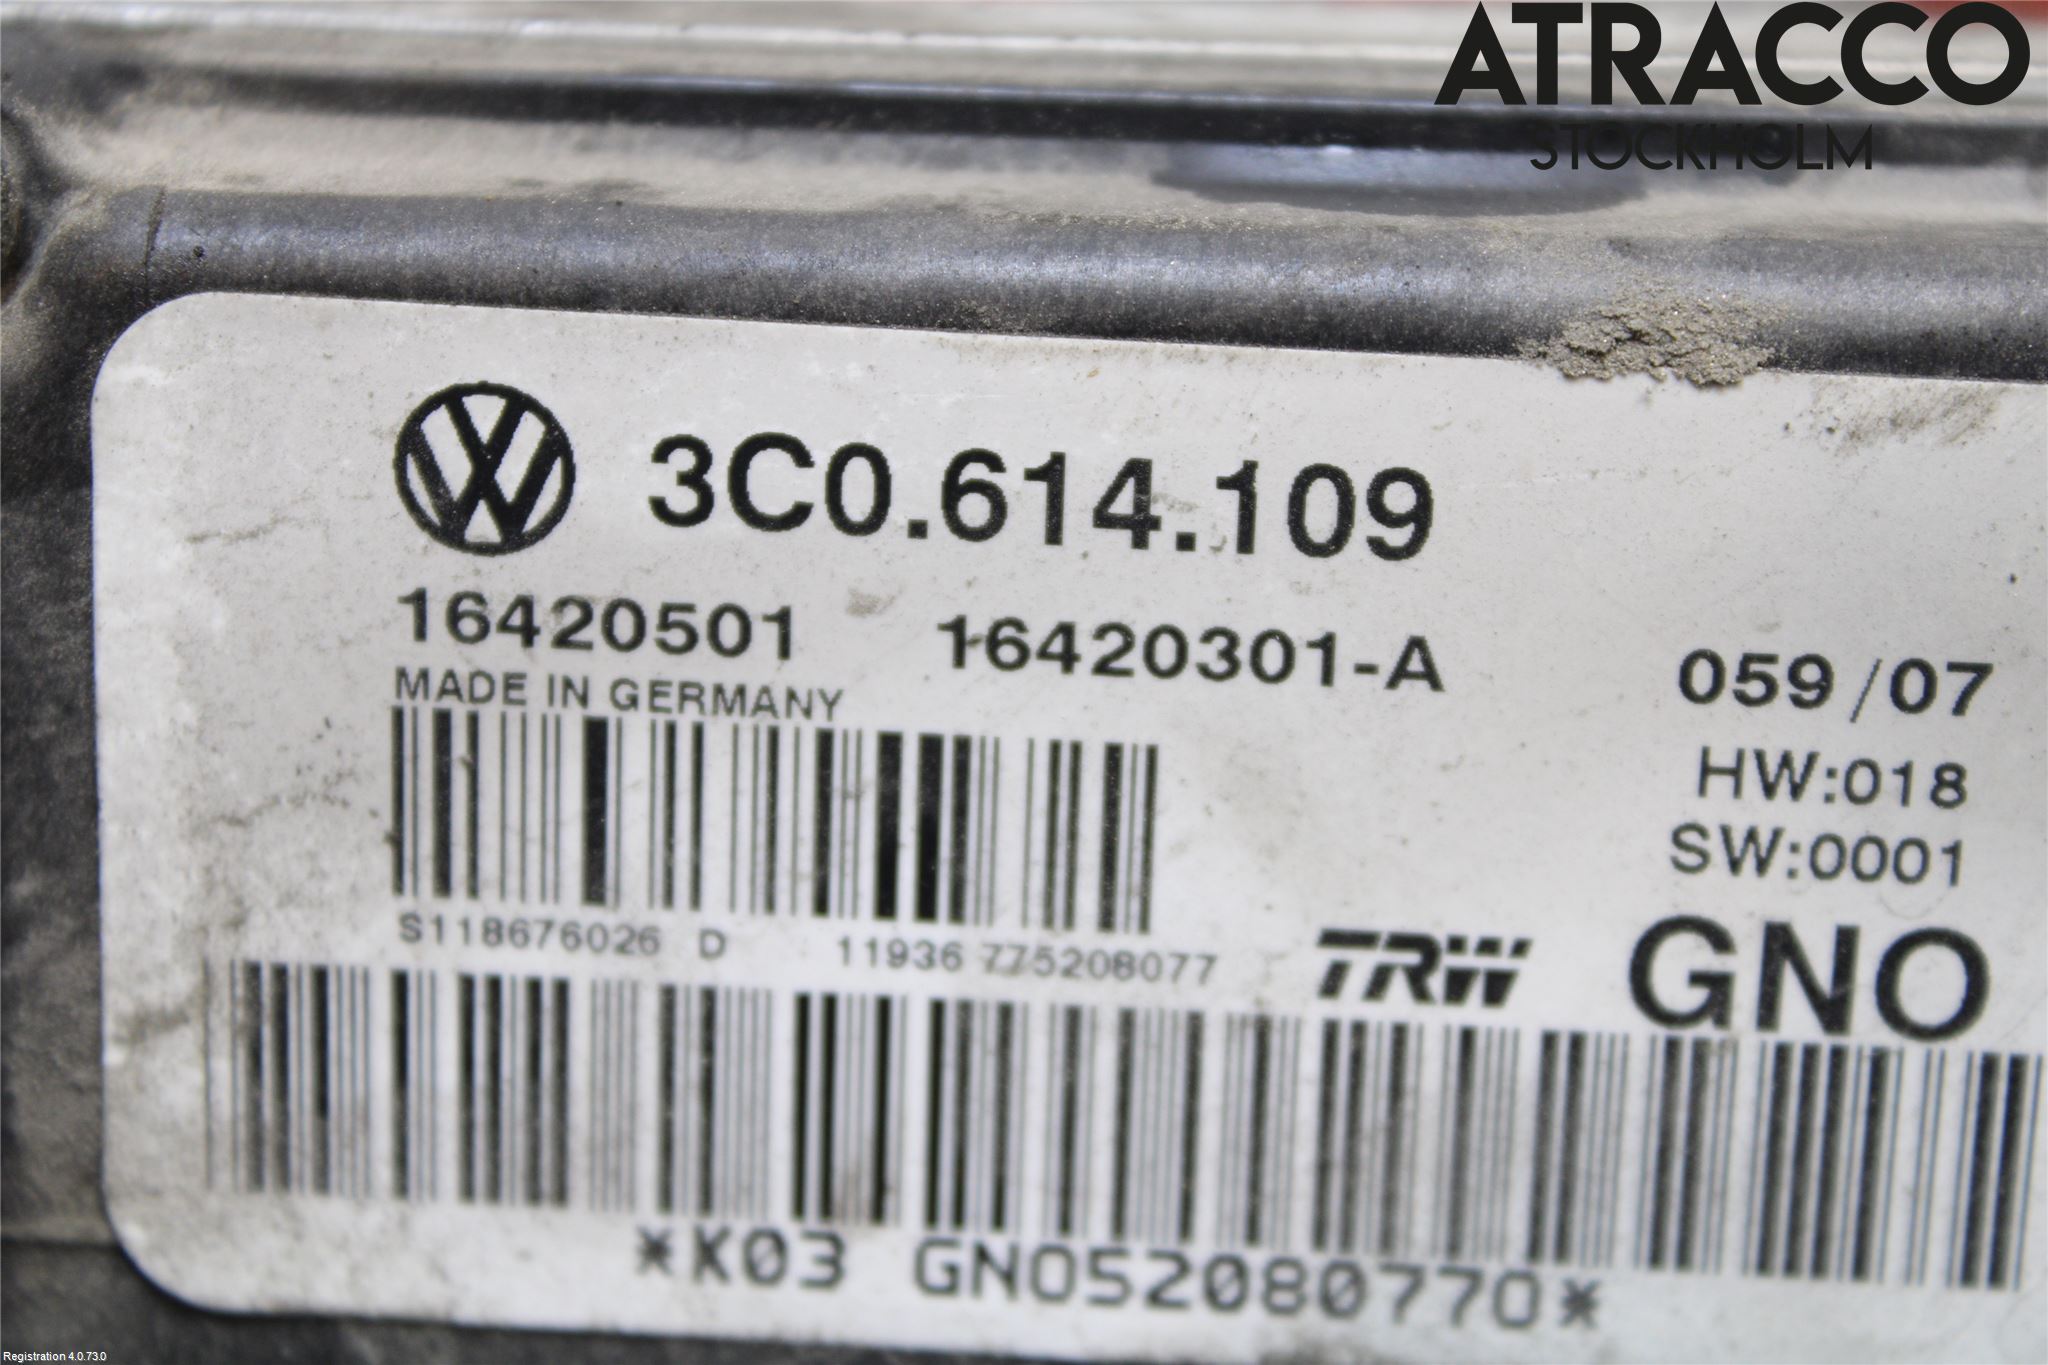 ATRACCO
STOCKHOLM
3C0.614.109
16420501 16420301-A
059/07
MADE IN GERMANY
HW:018
SW:0001
S118676026 D 11936 775208077
TRW GNO
*K03 GNO52080770*
Registration 4.0.73.0